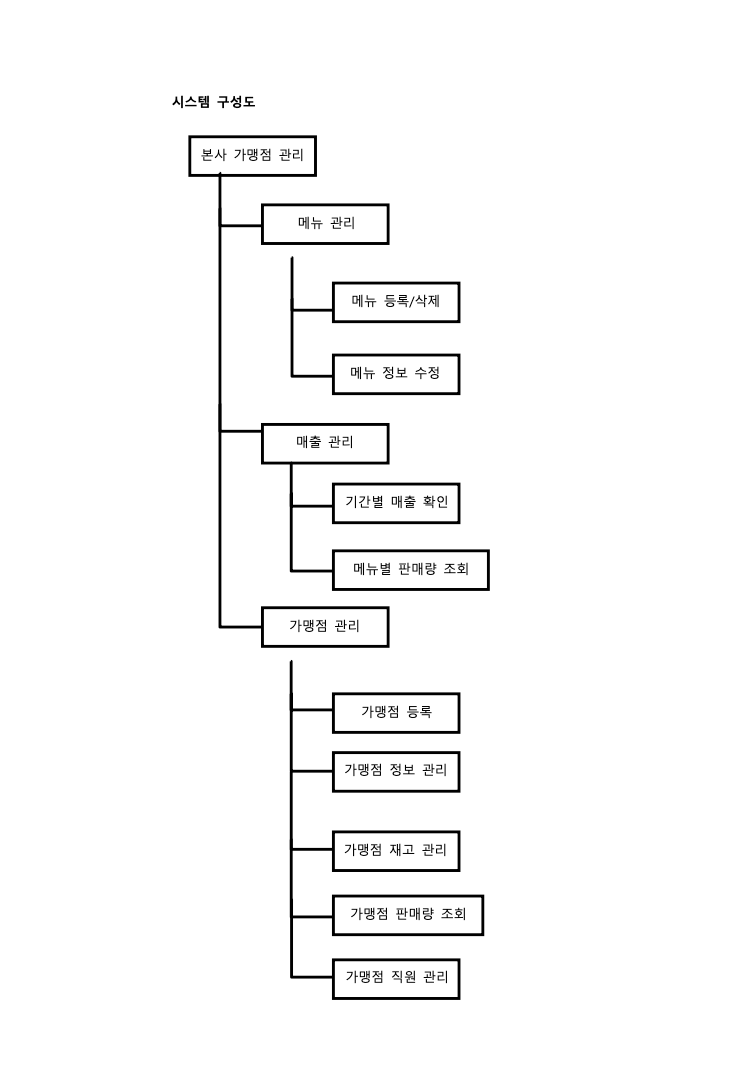 시스템 구성도
본사 가맹점 관리
메뉴 관리
메뉴 등록/삭제
메뉴 정보 수정
매출 관리
기간별 매출 확인
메뉴별 판매량 조회
가맹점 관리
가맹점 등록
가맹점 정보 관리
가맹점 재고 관리
가맹점 판매량 조회
가맹점 직원 관리